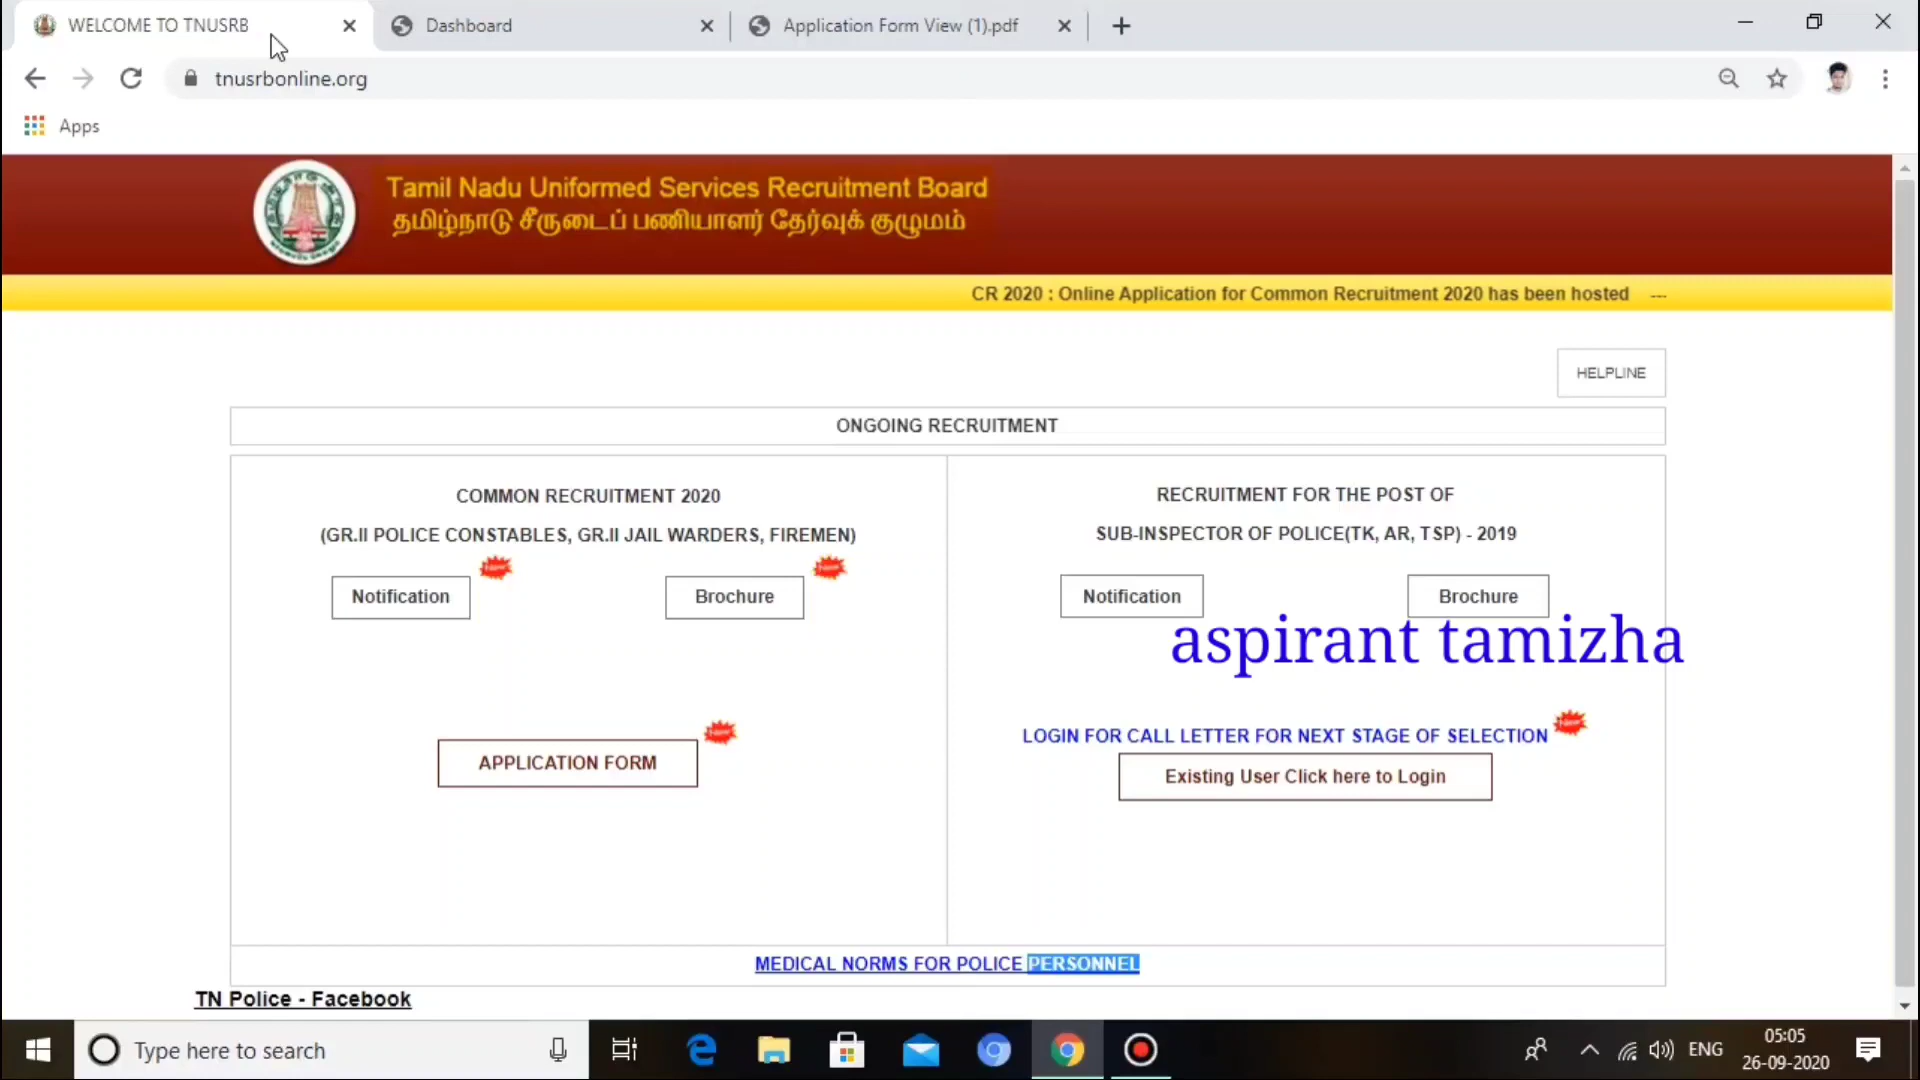 WELCOME TO TNUSRB
Dashboard
Application Form View (1).pdf
tnusrbonline.org
Apps
Tamil Nadu Uniformed Services Recruitment Board
தமிழ்நாடு சீருடைப் பணியாளர் தேர்வுக் குழுமம்
CR 2020 : Online Application for Common Recruitment 2020 has been hosted ---
HELPLINE
ONGOING RECRUITMENT
COMMON RECRUITMENT 2020
(GR.II POLICE CONSTABLES, GR.II JAIL WARDERS, FIREMEN)
New
New
Notification
Brochure
New
APPLICATION FORM
RECRUITMENT FOR THE POST OF
SUB-INSPECTOR OF POLICE(TK, AR, TSP) - 2019
Notification
Brochure
aspirant tamizha
LOGIN FOR CALL LETTER FOR NEXT STAGE OF SELECTION New
Existing User Click here to Login
MEDICAL NORMS FOR POLICE PERSONNEL
TN Police - Facebook
Type here to search
ENG
05:05
26-09-2020